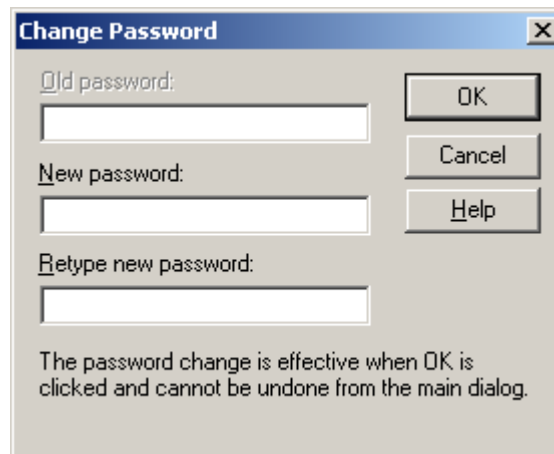 Change Password
Old password:
OK
Cancel
New password:
Help
Retype new password:
The password change is effective when OK is
clicked and cannot be undone from the main dialog.